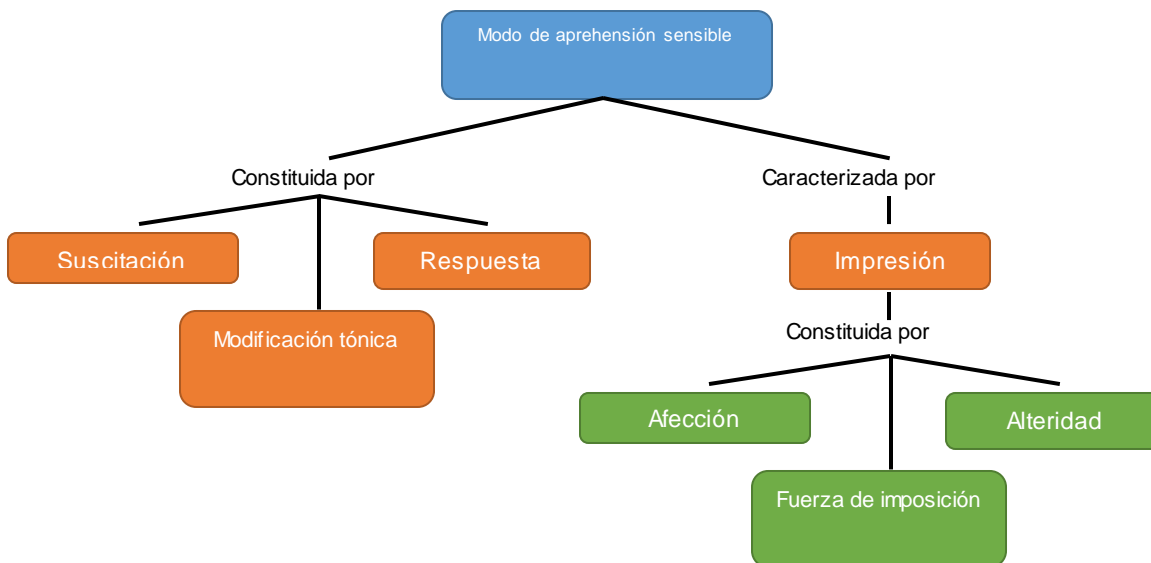 Modo de aprehensión sensible
Constituida por
Caracterizada por
Suscitación
Respuesta
Impresión
Modificación tónica
Constituida por
Afección
Alteridad
Fuerza de imposición